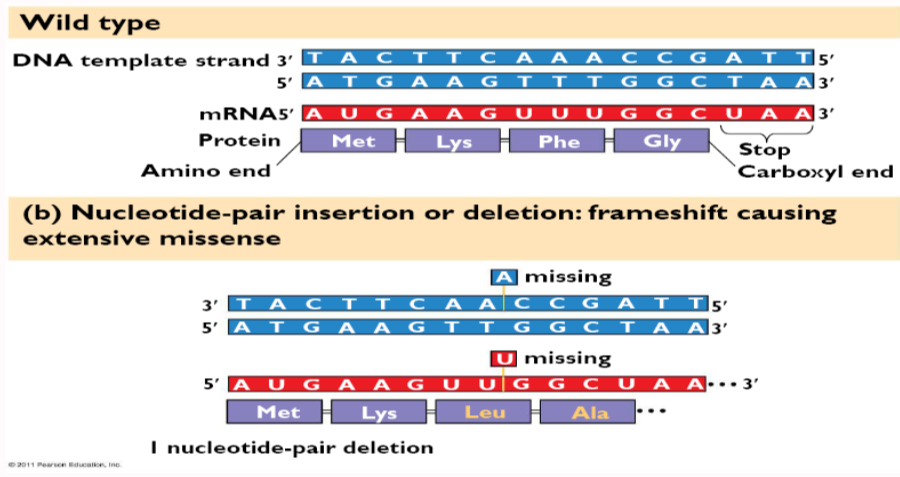 Wild type
DNA template strand 3′ T A C T T C A A A C C G A T T 5′
5′ A T G A A G T T T G G C T A A 3′
mRNA5′ A U G A A G U U U G G C U A A 3′
Protein Met Lys Phe Gly Stop
Amino end Carboxyl end
(b) Nucleotide-pair insertion or deletion: frameshift causing
extensive missense
A missing
3′ T A C T T C A A C C G A T T 5′
5′ A T G A A G T T G G C T A A 3′
U missing
5′ A U G A A G U U G G C U A A ••• 3′
Met Lys Leu Ala •••
1 nucleotide-pair deletion
© 2011 Pearson Education, Inc.